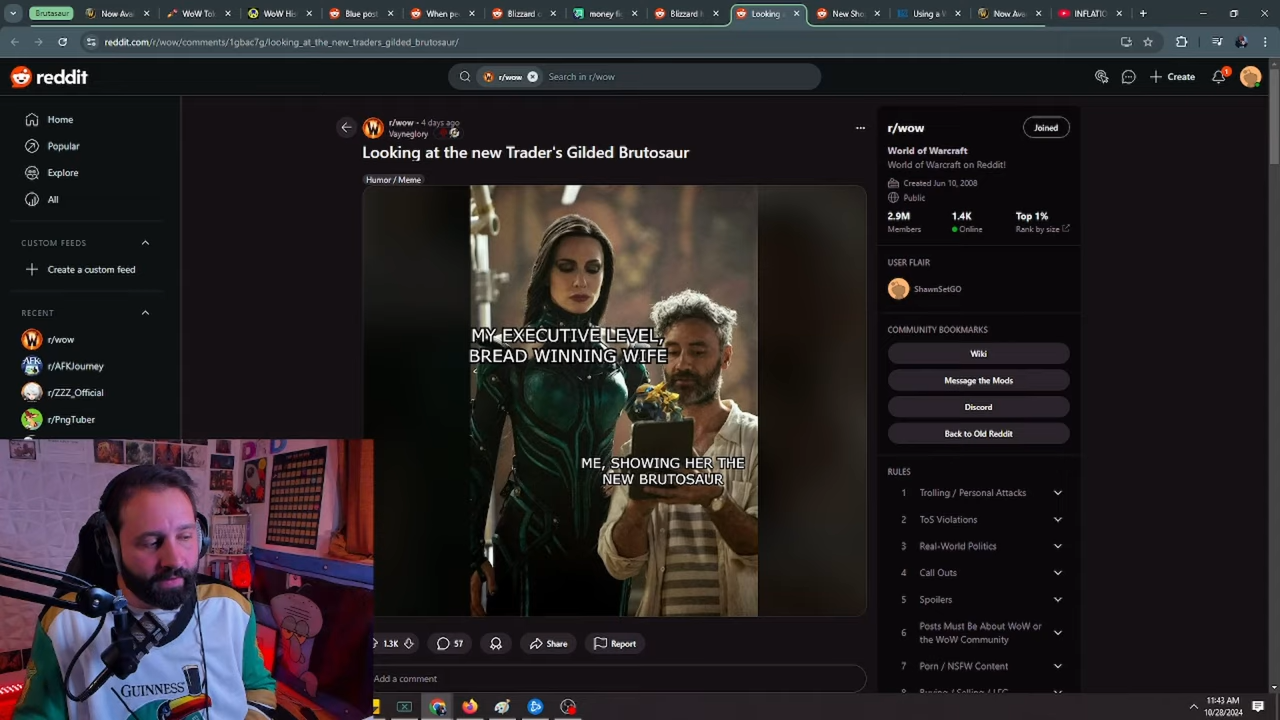 Brutosaur
Now Ava
WoW To
WoW Hi
Blue post
When pe
Blizzard
money li
Blizzard
Looking
New Sho
Using a
Now Ava
INFLATIO
reddit.com/r/wow/comments/1gbac7g/looking_at_the_new_traders_gilded_brutosaur/
reddit
r/wow
Search in r/wow
Create
1
Home
Popular
Explore
All
CUSTOM FEEDS
Create a custom feed
RECENT
r/wow
r/AFKJourney
r/ZZZ_Official
r/PngTuber
r/wow • 4 days ago
Vayneglory
Looking at the new Trader's Gilded Brutosaur
Humor / Meme
MY EXECUTIVE LEVEL,
BREAD WINNING WIFE
ME, SHOWING HER THE
NEW BRUTOSAUR
1.3K
57
Share
Report
Add a comment
r/wow
Joined
World of Warcraft
World of Warcraft on Reddit!
Created Jun 10, 2008
Public
2.9M
1.4K
Top 1%
Members
Online
Rank by size
USER FLAIR
ShawnSetGO
COMMUNITY BOOKMARKS
Wiki
Message the Mods
Discord
Back to Old Reddit
RULES
1 Trolling / Personal Attacks
2 ToS Violations
3 Real-World Politics
4 Call Outs
5 Spoilers
6 Posts Must Be About WoW or
the WoW Community
7 Porn / NSFW Content
8 Buying / Selling / LFG
GUINNESS
11:43 AM
10/28/2024